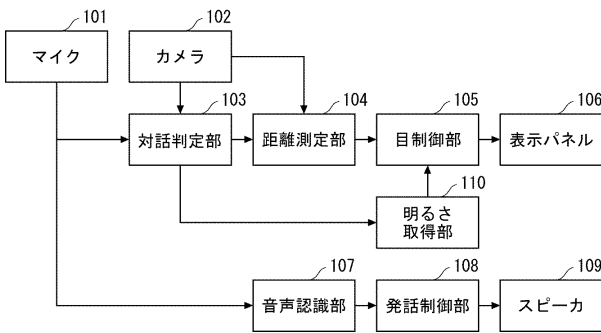 101
102
マイク
カメラ
103
104
105
106
対話判定部
距離測定部
目制御部
表示パネル
110
明るさ
取得部
107
108
109
音声認識部
発話制御部
スピーカ